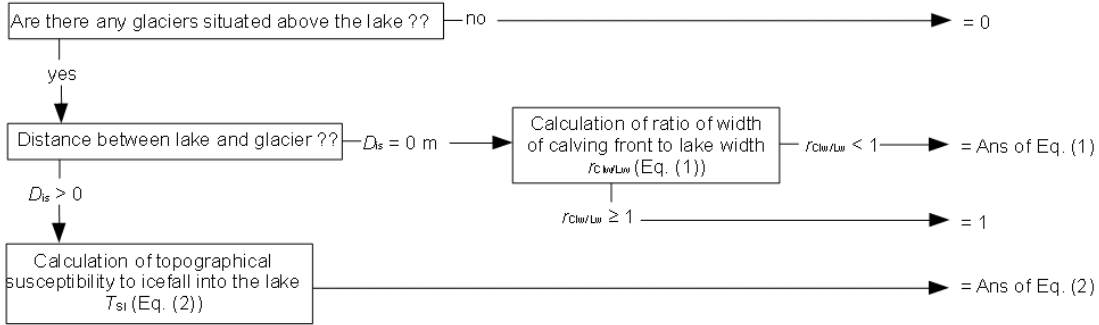 Are there any glaciers situated above the lake ??
no
= 0
yes
Distance between lake and glacier ??
Dis = 0 m
Calculation of ratio of width
of calving front to lake width
rClw/Lw (Eq. (1))
rClw/Lw < 1
= Ans of Eq. (1)
Dis > 0
rClw/Lw ≥ 1
= 1
Calculation of topographical
susceptibility to icefall into the lake
TSI (Eq. (2))
= Ans of Eq. (2)